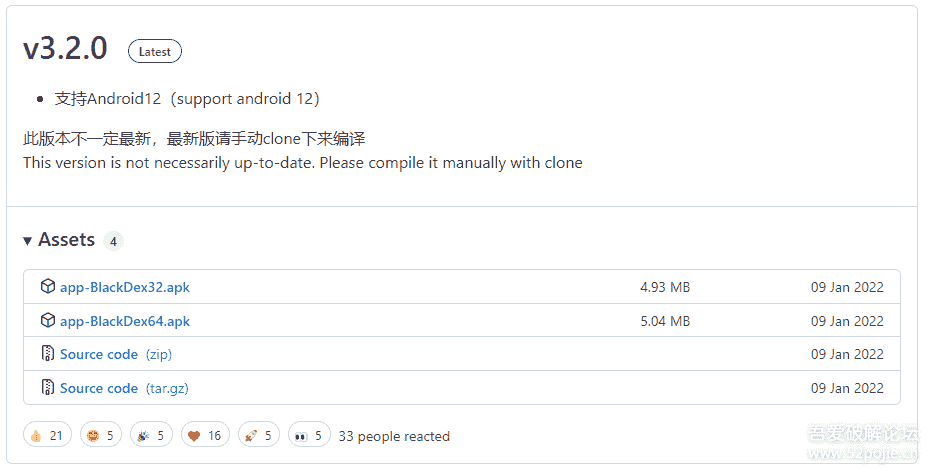 v3.2.0 Latest
支持Android12（support android 12）
此版本不一定最新，最新版请手动clone下来编译
This version is not necessarily up-to-date. Please compile it manually with clone
Assets 4
app-BlackDex32.apk 4.93 MB 09 Jan 2022
app-BlackDex64.apk 5.04 MB 09 Jan 2022
Source code (zip) 09 Jan 2022
Source code (tar.gz) 09 Jan 2022
21 5 5 16 5 5 33 people reacted
吾爱破解论坛
www.52pojie.cn